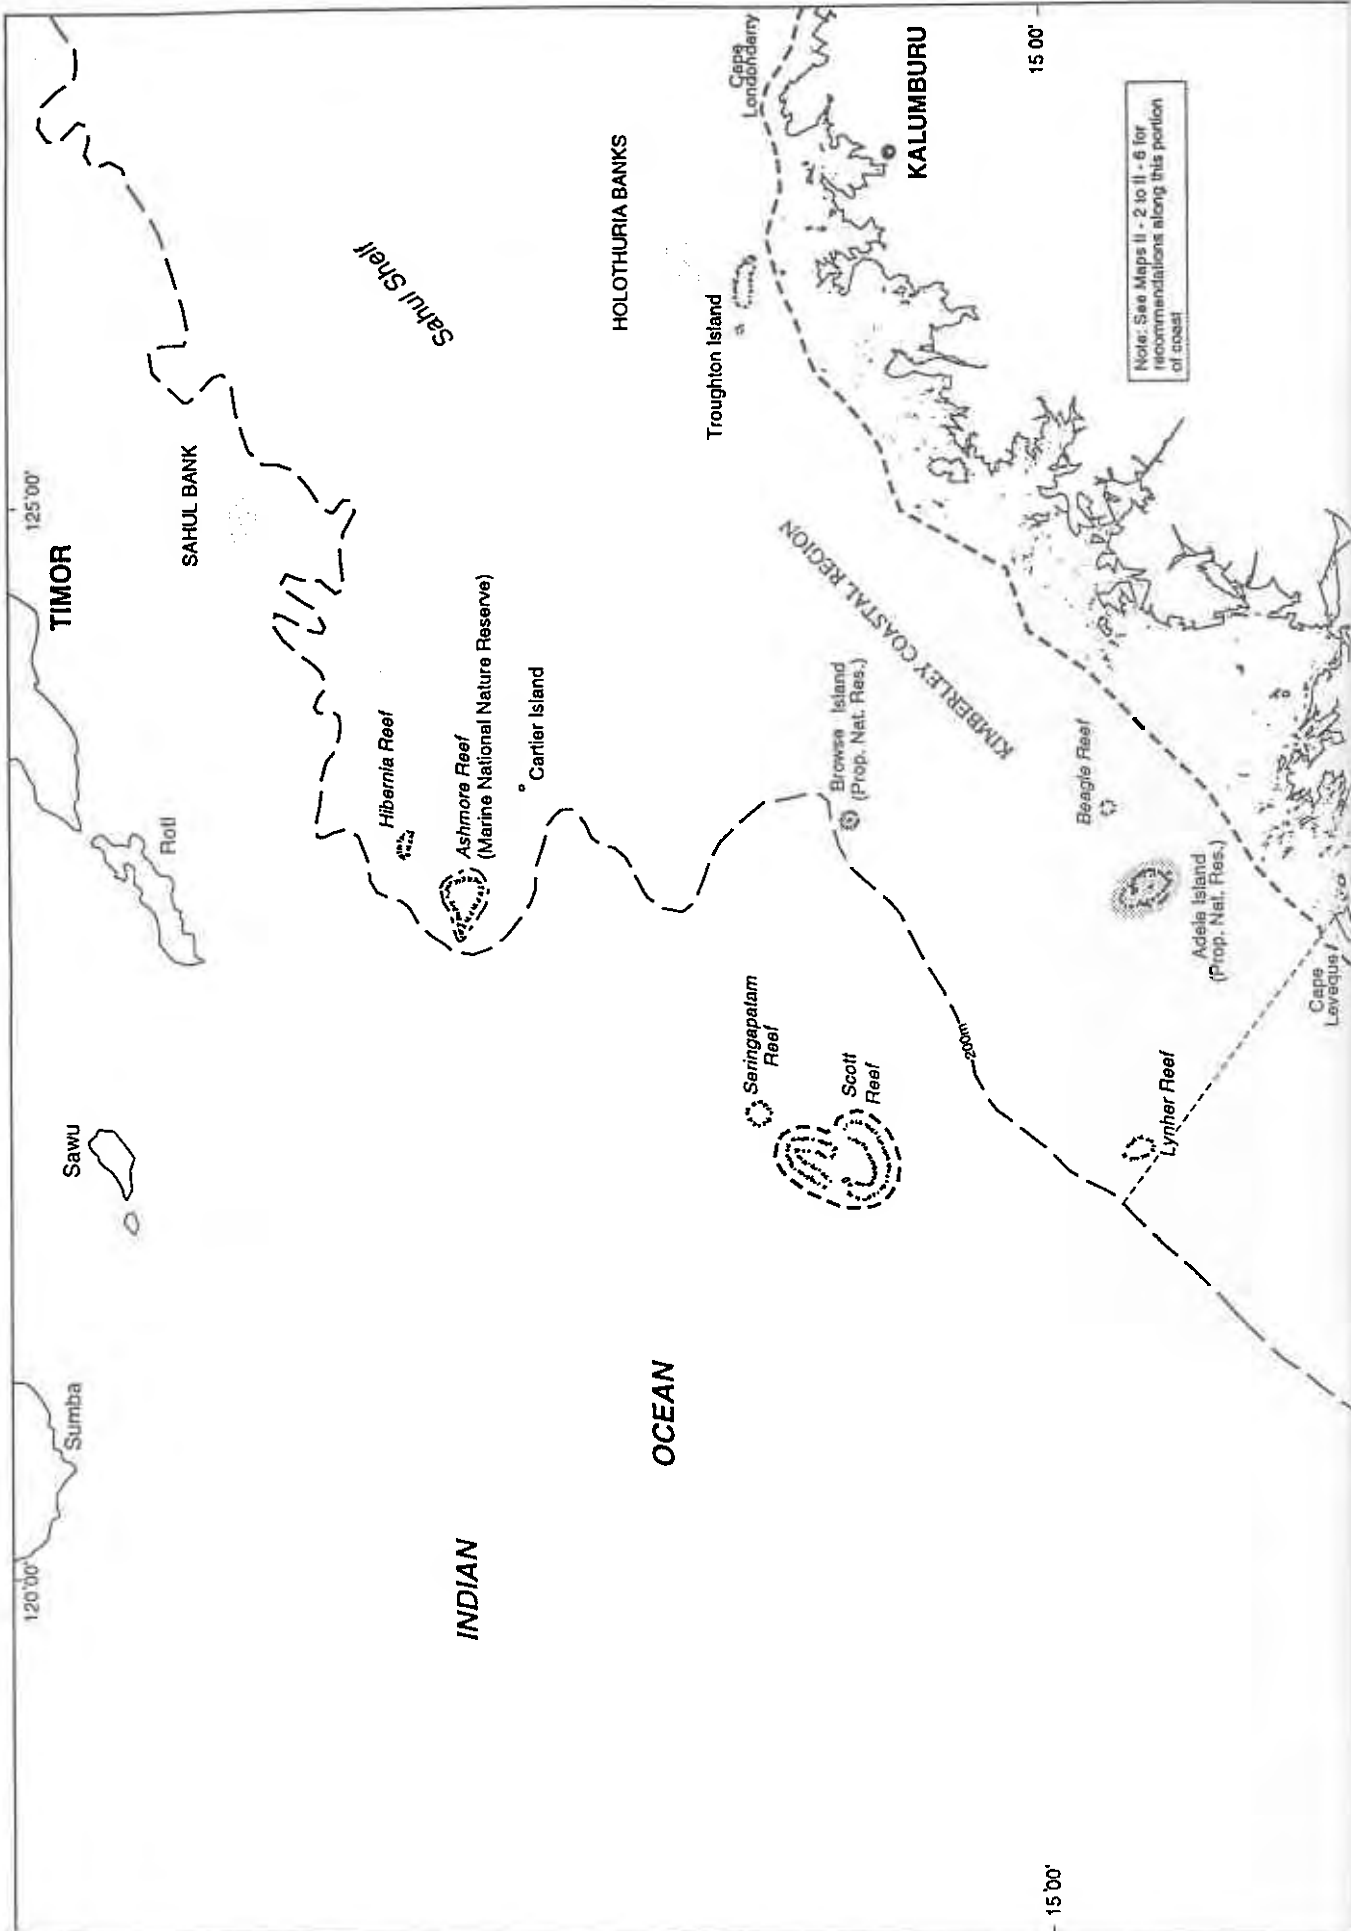 120°00'
125°00'
Sumba
Sawu
Roti
TIMOR
SAHUL BANK
Sahul Shelf
Hibernia Reef
Ashmore Reef
(Marine National Nature Reserve)
Cartier Island
HOLOTHURIA BANKS
INDIAN
OCEAN
Seringapatam
Reef
Scott
Reef
Browse Island
(Prop. Nat. Res.)
Troughton Island
Cape
Londonderry
KALUMBURU
KIMBERLEY COASTAL REGION
200m
Beagle Reef
Adele Island
(Prop. Nat. Res.)
Lynher Reef
Cape
Leveque
15°00'
15 00'
Note: See Maps II - 2 to II - 6 for
recommendations along this portion
of coast